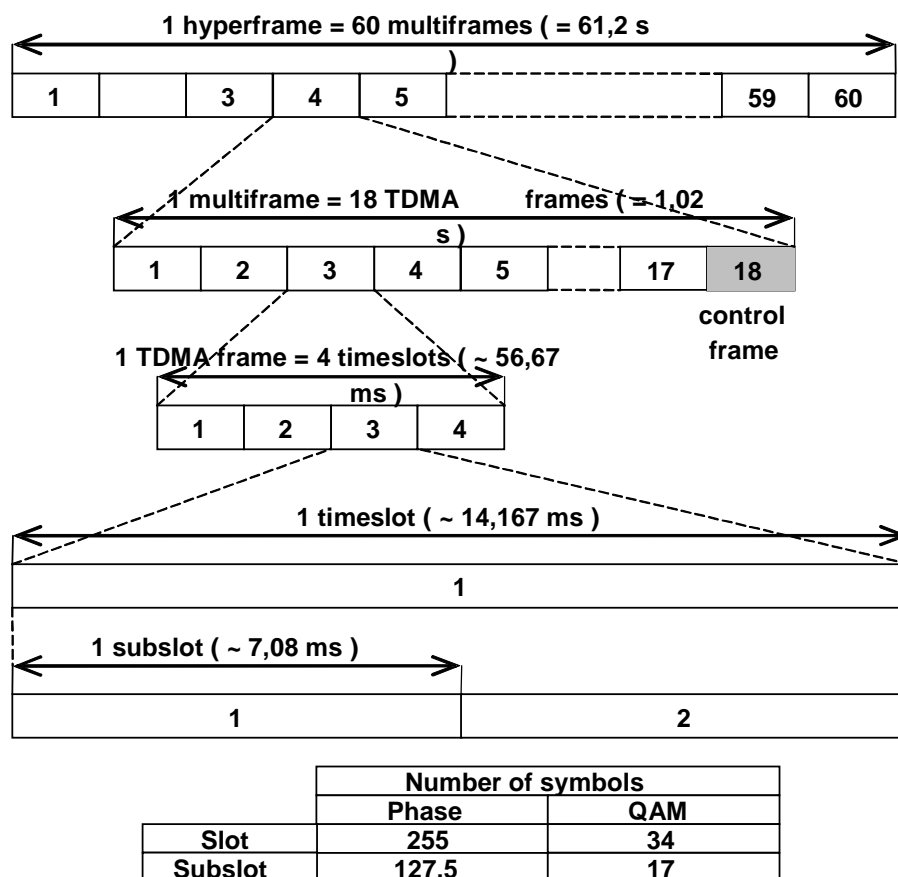 1 hyperframe = 60 multiframes ( = 61,2 s
)
1 3 4 5 59 60
1 multiframe = 18 TDMA frames ( = 1,02
s )
1 2 3 4 5 17 18
control
frame
1 TDMA frame = 4 timeslots ( ~ 56,67
ms )
1 2 3 4
1 timeslot ( ~ 14,167 ms )
1
1 subslot ( ~ 7,08 ms )
1 2
Number of symbols
Phase QAM
Slot 255 34
Subslot 127.5 17